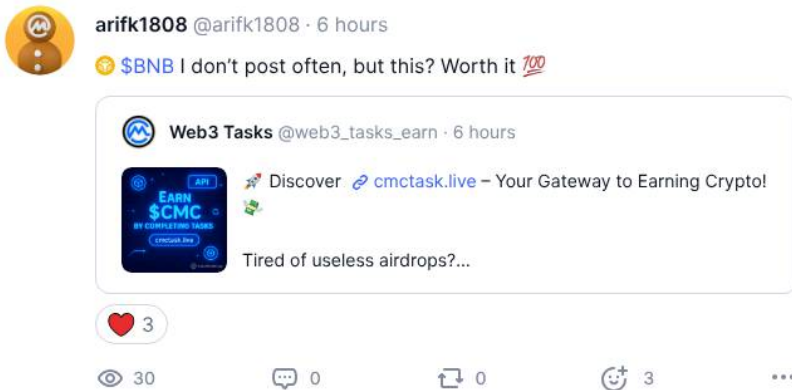 arifk1808 @arifk1808 · 6 hours
$BNB I don’t post often, but this? Worth it 💯
Web3 Tasks @web3_tasks_earn · 6 hours
API
EARN
$CMC
BY COMPLETING TASKS
cmctask.live
🚀 Discover 🔗 cmctask.live – Your Gateway to Earning Crypto!
💸
Tired of useless airdrops?...
❤️ 3
30
0
0
3